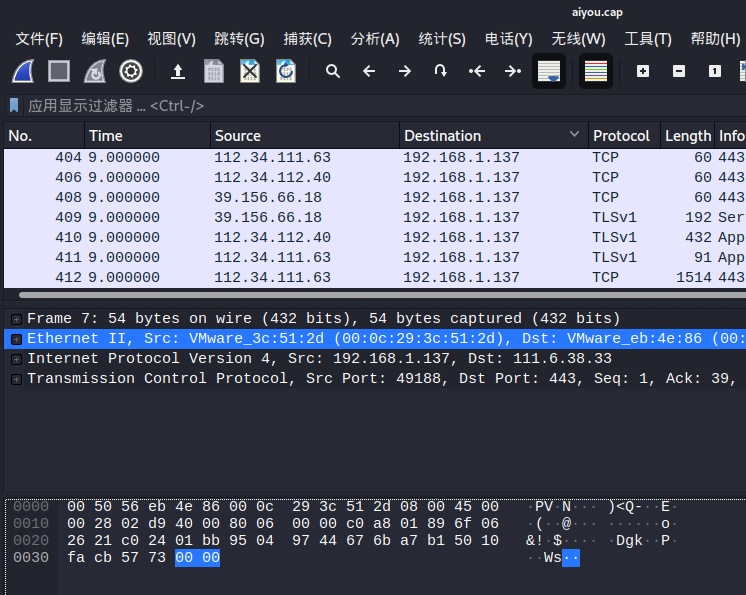 aiyou.cap
文件(F) 编辑(E) 视图(V) 跳转(G) 捕获(C) 分析(A) 统计(S) 电话(Y) 无线(W) 工具(T) 帮助(H)
1
应用显示过滤器 … <Ctrl-/>
No. Time Source Destination Protocol Length Info
404 9.000000 112.34.111.63 192.168.1.137 TCP 60 443
406 9.000000 112.34.112.40 192.168.1.137 TCP 60 443
408 9.000000 39.156.66.18 192.168.1.137 TCP 60 443
409 9.000000 39.156.66.18 192.168.1.137 TLSv1 192 Ser
410 9.000000 112.34.112.40 192.168.1.137 TLSv1 432 App
411 9.000000 112.34.111.63 192.168.1.137 TLSv1 91 App
412 9.000000 112.34.111.63 192.168.1.137 TCP 1514 443
Frame 7: 54 bytes on wire (432 bits), 54 bytes captured (432 bits)
Ethernet II, Src: VMware_3c:51:2d (00:0c:29:3c:51:2d), Dst: VMware_eb:4e:86 (00:
Internet Protocol Version 4, Src: 192.168.1.137, Dst: 111.6.38.33
Transmission Control Protocol, Src Port: 49188, Dst Port: 443, Seq: 1, Ack: 39,
0000 00 50 56 eb 4e 86 00 0c 29 3c 51 2d 08 00 45 00 ·PV·N··· )<Q-··E·
0010 00 28 02 d9 40 00 80 06 00 00 c0 a8 01 89 6f 06 ·(··@··· ······o·
0020 26 21 c0 24 01 bb 95 04 97 44 67 6b a7 b1 50 10 &!·$···· ·Dgk··P·
0030 fa cb 57 73 00 00 ··Ws··